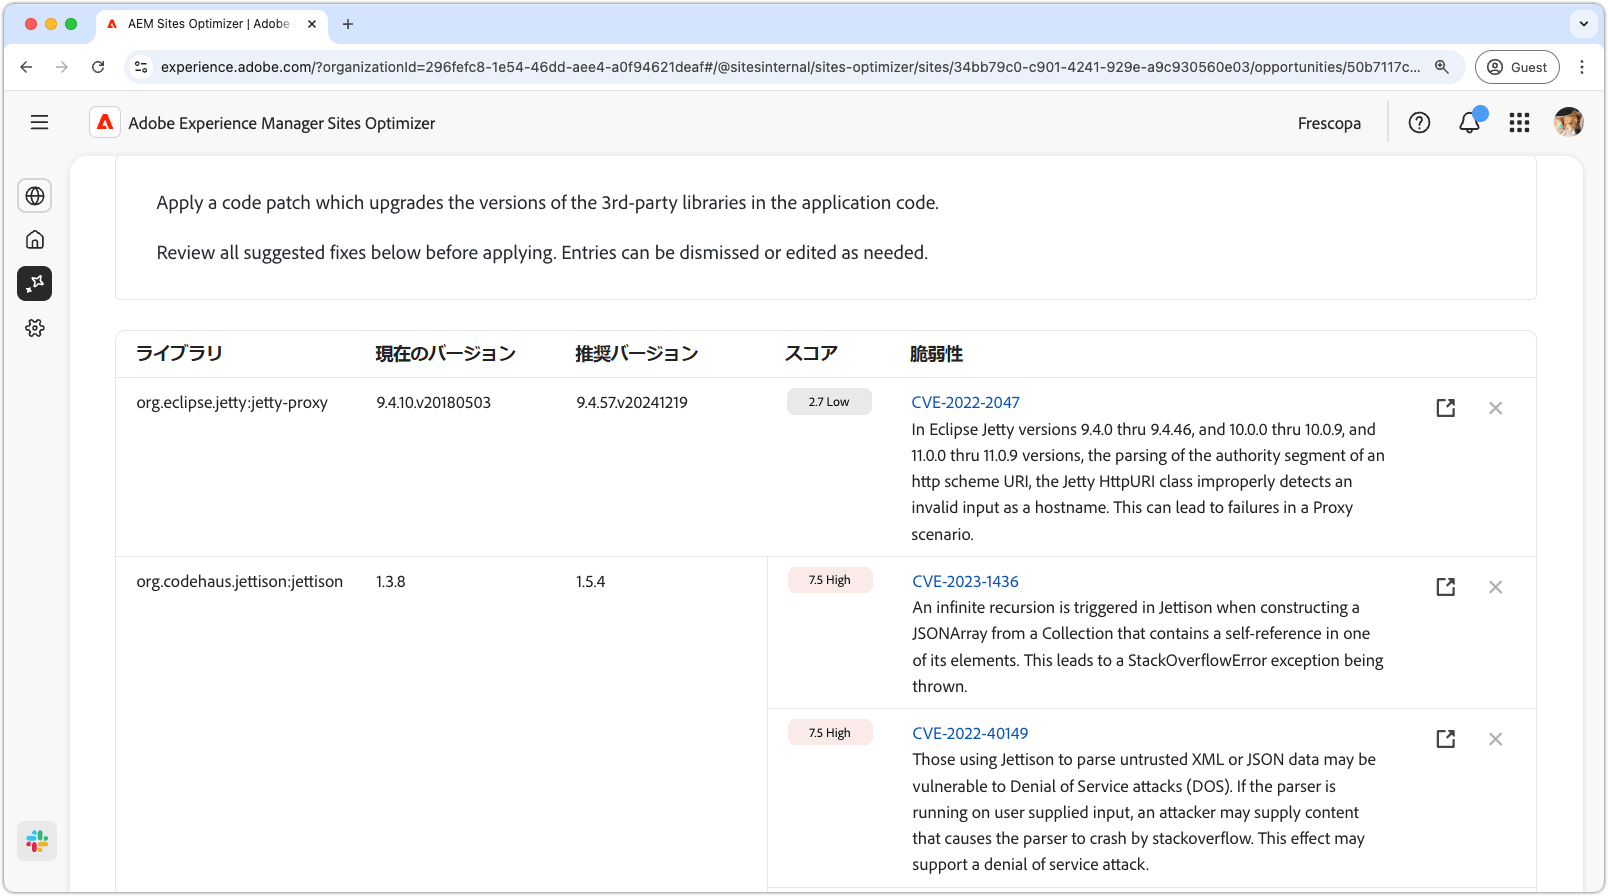 AEM Sites Optimizer | Adobe
experience.adobe.com/?organizationId=296fefc8-1e54-46dd-aee4-a0f94621deaf#/@sitesinternal/sites-optimizer/sites/34bb79c0-c901-4241-929e-a9c930560e03/opportunities/50b7117c...
Guest
Adobe Experience Manager Sites Optimizer
Frescopa
Apply a code patch which upgrades the versions of the 3rd-party libraries in the application code.
Review all suggested fixes below before applying. Entries can be dismissed or edited as needed.
ライブラリ 現在のバージョン 推奨バージョン スコア 脆弱性
org.eclipse.jetty:jetty-proxy 9.4.10.v20180503 9.4.57.v20241219 2.7 Low CVE-2022-2047
In Eclipse Jetty versions 9.4.0 thru 9.4.46, and 10.0.0 thru 10.0.9, and
11.0.0 thru 11.0.9 versions, the parsing of the authority segment of an
http scheme URI, the Jetty HttpURI class improperly detects an
invalid input as a hostname. This can lead to failures in a Proxy
scenario.
org.codehaus.jettison:jettison 1.3.8 1.5.4 7.5 High CVE-2023-1436
An infinite recursion is triggered in Jettison when constructing a
JSONArray from a Collection that contains a self-reference in one
of its elements. This leads to a StackOverflowError exception being
thrown.
7.5 High CVE-2022-40149
Those using Jettison to parse untrusted XML or JSON data may be
vulnerable to Denial of Service attacks (DOS). If the parser is
running on user supplied input, an attacker may supply content
that causes the parser to crash by stackoverflow. This effect may
support a denial of service attack.